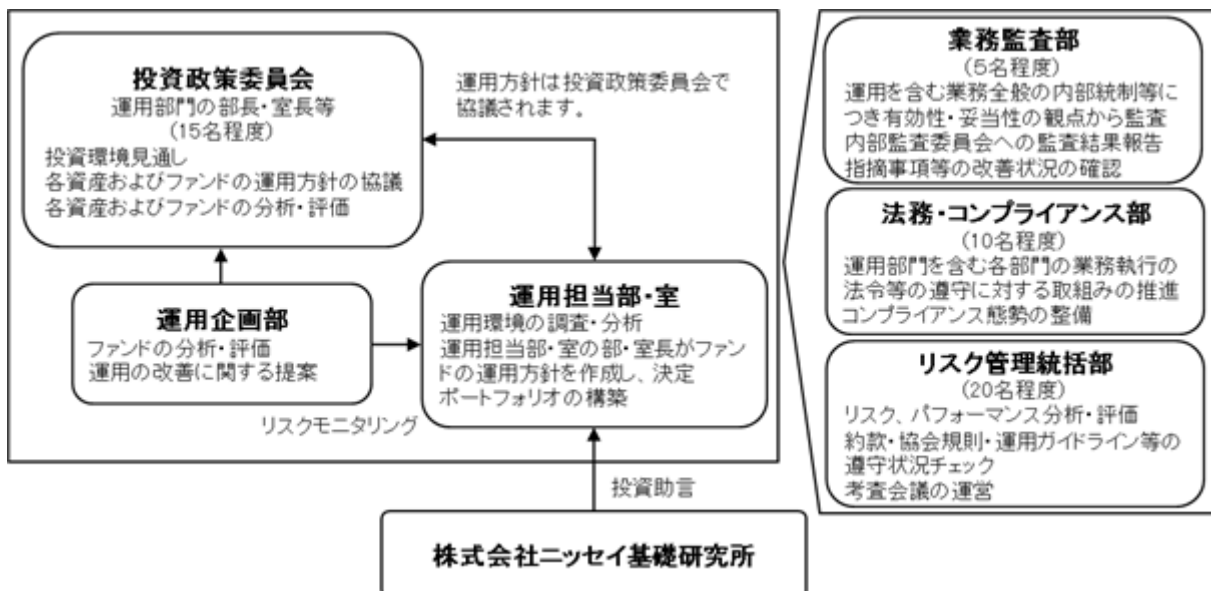 投資政策委員会
運用部門の部長・室長等
(15名程度)
投資環境見通し
各資産およびファンドの運用方針の協議
各資産およびファンドの分析・評価
運用方針は投資政策委員会で
協議されます。
運用企画部
ファンドの分析・評価
運用の改善に関する提案
運用担当部・室
運用環境の調査・分析
運用担当部・室の部・室長がファン
ドの運用方針を作成し、決定
ポートフォリオの構築
リスクモニタリング
投資助言
株式会社ニッセイ基礎研究所
業務監査部
(5名程度)
運用を含む業務全般の内部統制等に
つき有効性・妥当性の観点から監査
内部監査委員会への監査結果報告
指摘事項等の改善状況の確認
法務・コンプライアンス部
(10名程度)
運用部門を含む各部門の業務執行の
法令等の遵守に対する取組みの推進
コンプライアンス態勢の整備
リスク管理統括部
(20名程度)
リスク、パフォーマンス分析・評価
約款・協会規則・運用ガイドライン等の
遵守状況チェック
考査会議の運営